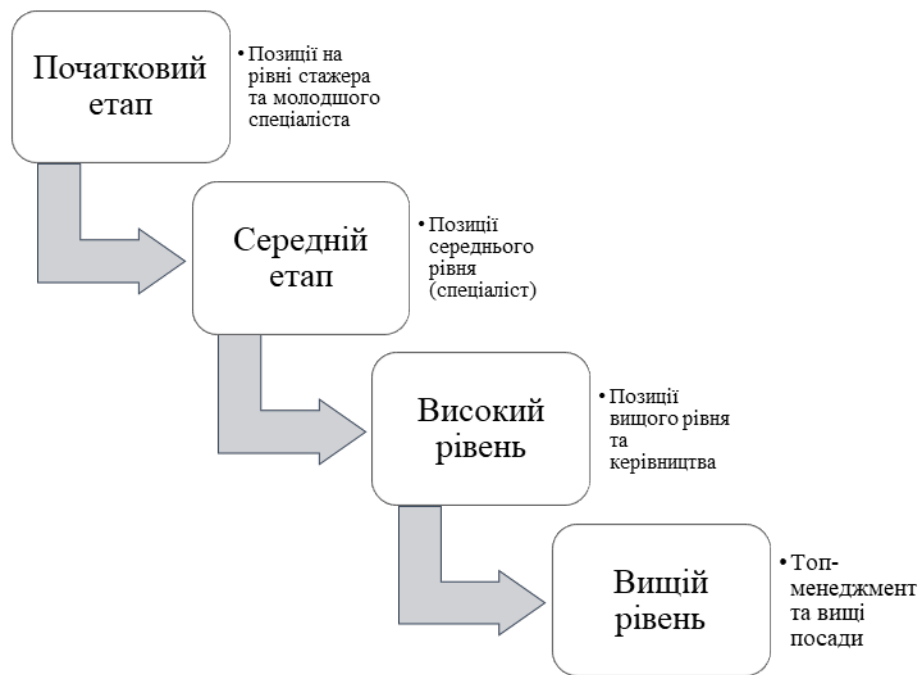 Початковий
етап
• Позиції на
рівні стажера
та молодшого
спеціаліста
Середній
етап
• Позиції
середнього
рівня
(спеціаліст)
Високий
рівень
• Позиції
вищого рівня
та
керівництва
Вищій
рівень
• Топ-
менеджмент
та вищі
посади